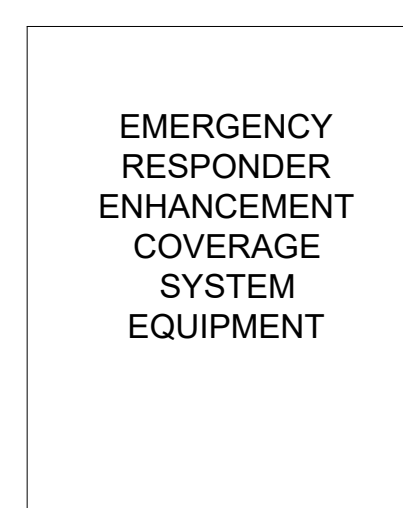 EMERGENCY
RESPONDER
ENHANCEMENT
COVERAGE
SYSTEM
EQUIPMENT